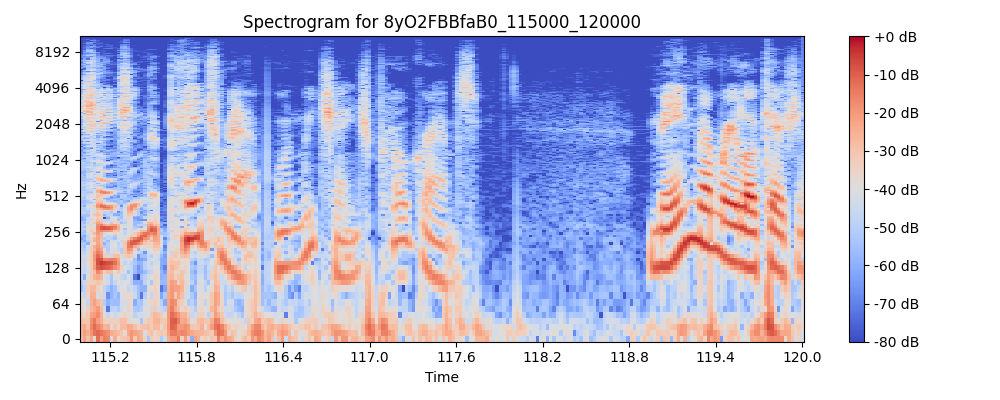 Spectrogram for 8yO2FBBfaB0_115000_120000
Hz
8192
4096
2048
1024
512
256
128
64
0
115.2 115.8 116.4 117.0 117.6 118.2 118.8 119.4 120.0
Time
+0 dB
-10 dB
-20 dB
-30 dB
-40 dB
-50 dB
-60 dB
-70 dB
-80 dB